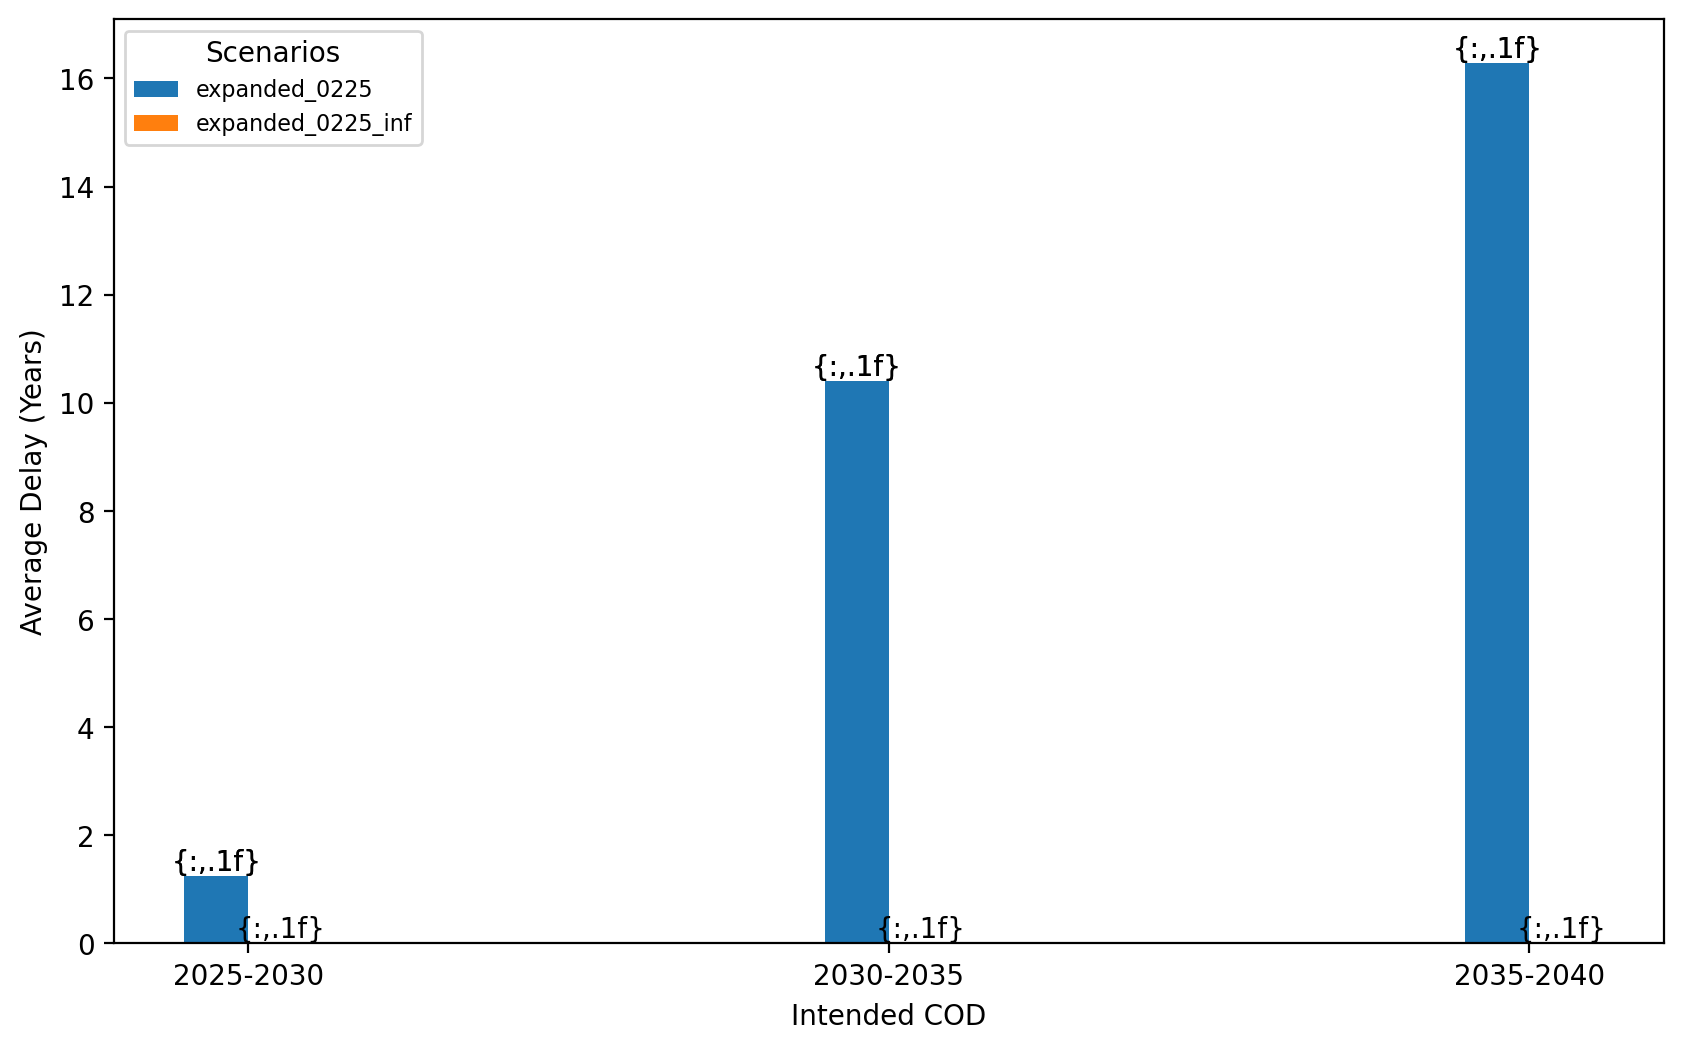 Scenarios
expanded_0225
expanded_0225_inf
{:,.1f}
16
14
12
{:,.1f}
10
8
6
4
2
{:,.1f}
{:,.1f}
{:,.1f}
{:,.1f}
0
2025-2030
2030-2035
2035-2040
Average Delay (Years)
Intended COD